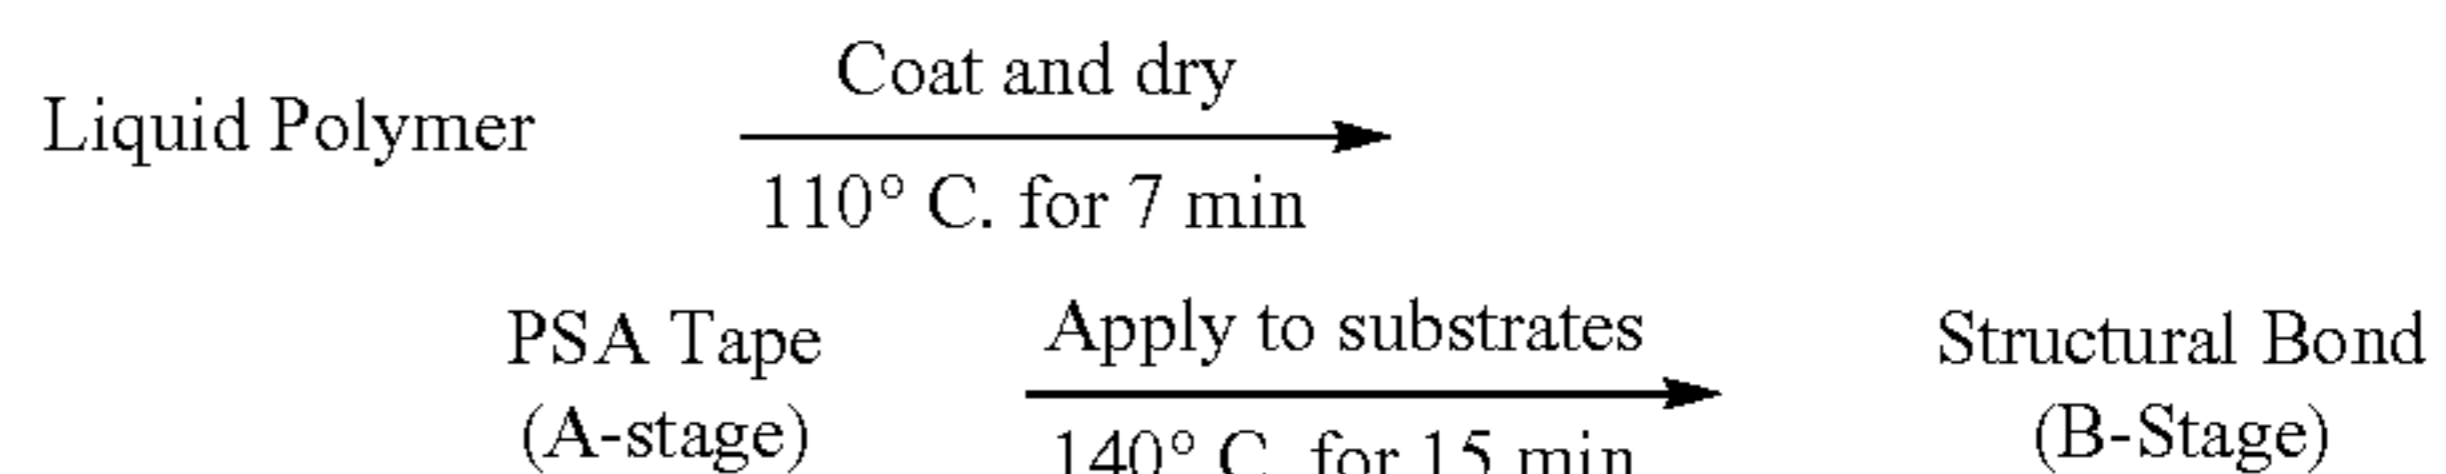 Coat and dry
Liquid Polymer
110° C. for 7 min
PSA Tape
(A-stage)
Apply to substrates
140° C. for 15 min
Structural Bond
(B-Stage)